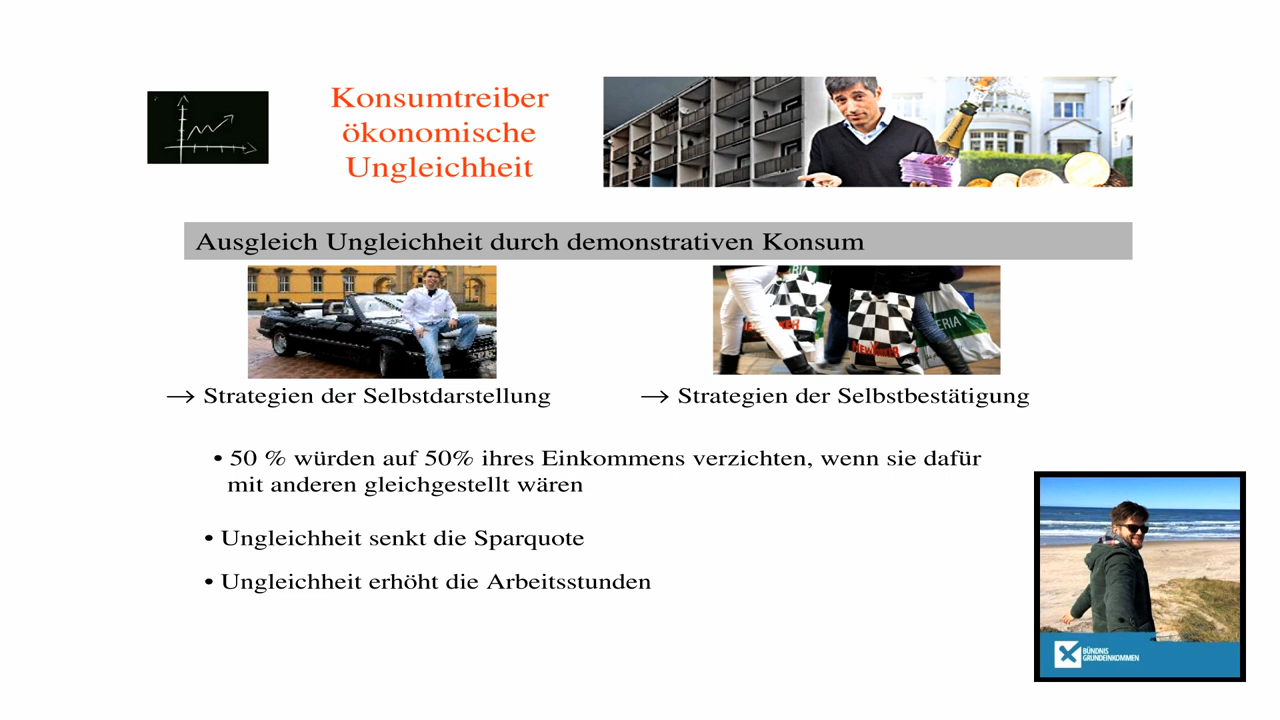 Konsumtreiber
ökonomische
Ungleichheit
Ausgleich Ungleichheit durch demonstrativen Konsum
NEWYORKER
ERIA
→ Strategien der Selbstdarstellung
→ Strategien der Selbstbestätigung
• 50 % würden auf 50% ihres Einkommens verzichten, wenn sie dafür
mit anderen gleichgestellt wären
• Ungleichheit senkt die Sparquote
• Ungleichheit erhöht die Arbeitsstunden
BÜNDNIS
GRUNDEINKOMMEN